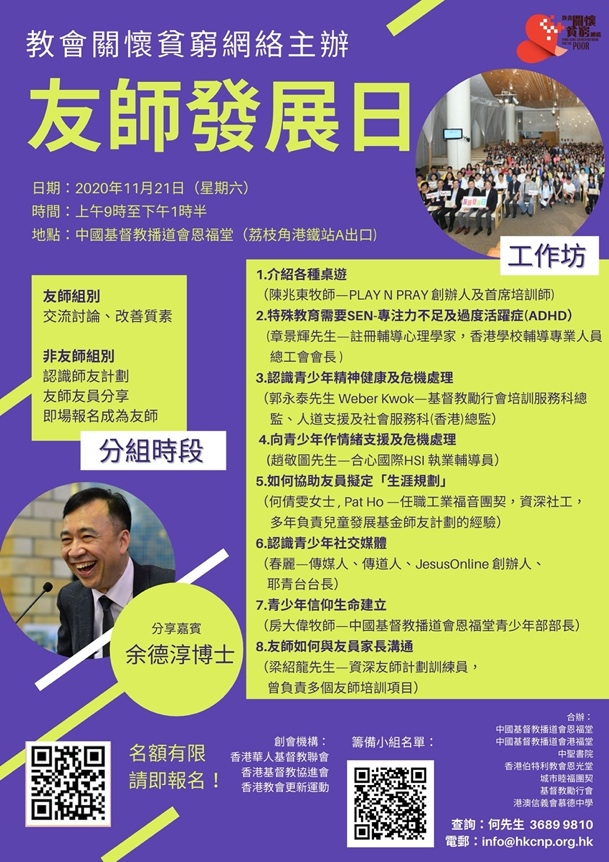 教會關懷貧窮網絡主辦
教會
關懷
貧窮網絡
POOR
友師發展日
日期：2020年11月21日（星期六）
時間：上午9時至下午1時半
地點：中國基督教播道會恩福堂（荔枝角港鐵站A出口)
工作坊
友師組別
交流討論、改善質素
非友師組別
認識師友計劃
友師友員分享
即場報名成為友師
分組時段
1.介紹各種桌遊
（陳兆東牧師—PLAY N PRAY 創辦人及首席培訓師)
2.特殊教育需要SEN-專注力不足及過度活躍症(ADHD）
（章景輝先生—註冊輔導心理學家，香港學校輔導專業人員
總工會會長 )
3.認識青少年精神健康及危機處理
（郭永泰先生 Weber Kwok—基督教勵行會培訓服務科總
監、人道支援及社會服務科(香港)總監）
4.向青少年作情緒支援及危機處理
(趙敬圖先生—合心國際HSI 執業輔導員）
5.如何協助友員擬定「生涯規劃」
（何倩雯女士 , Pat Ho —任職工業福音團契，資深社工，
多年負責兒童發展基金師友計劃的經驗）
6.認識青少年社交媒體
（春麗—傳媒人、傳道人、JesusOnline 創辦人、
耶青台台長）
7.青少年信仰生命建立
（房大偉牧師—中國基督教播道會恩福堂青少年部部長）
8.友師如何與友員家長溝通
（梁紹龍先生—資深友師計劃訓練員，
曾負責多個友師培訓項目）
分享嘉賓
余德淳博士
名額有限
請即報名！
創會機構：
香港華人基督教聯會
香港基督教協進會
香港教會更新運動
籌備小組名單：
合辦：
中國基督教播道會恩福堂
中國基督教播道會港福堂
中聖書院
香港伯特利教會恩光堂
城市睦福團契
基督教勵行會
港澳信義會慕德中學
查詢：何先生 3689 9810
電郵：info@hkcnp.org.hk